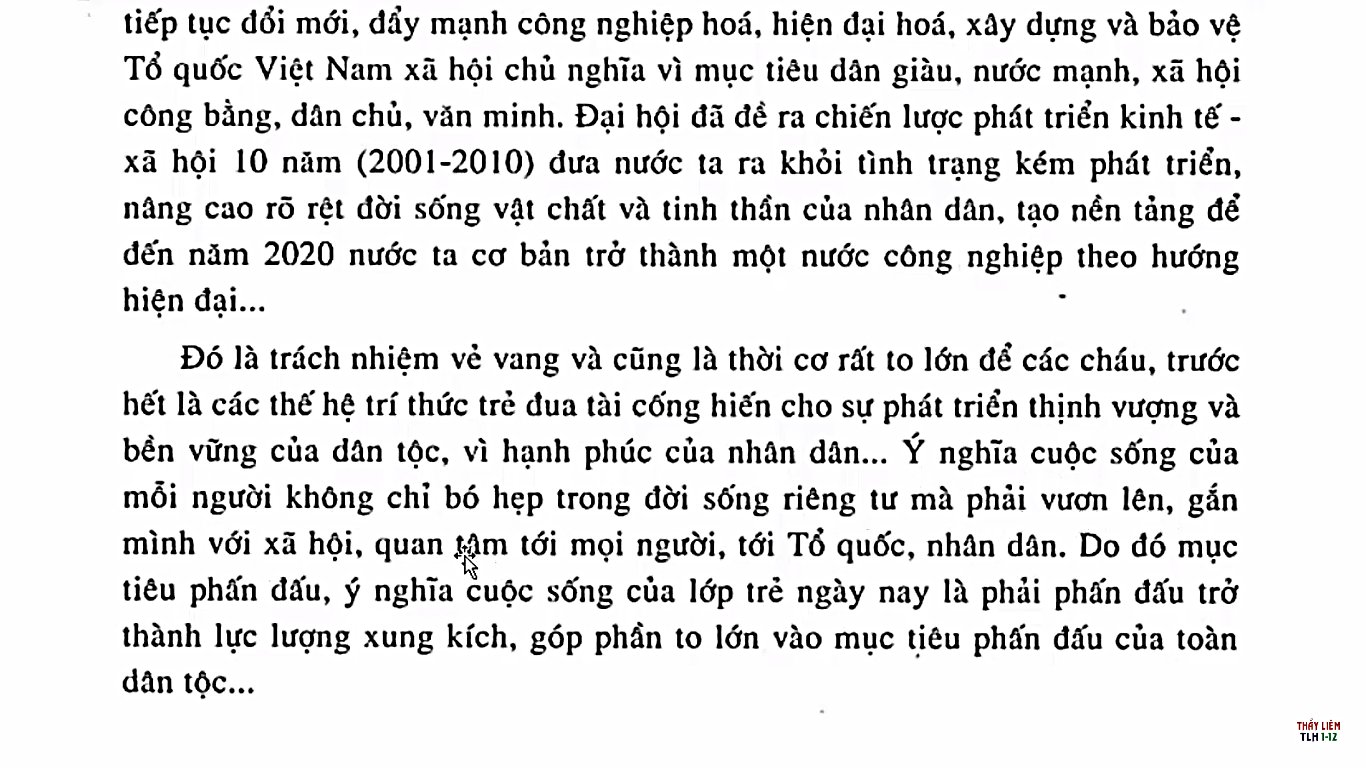 tiếp tục đổi mới, đẩy mạnh công nghiệp hoá, hiện đại hoá, xây dựng và bảo vệ
Tổ quốc Việt Nam xã hội chủ nghĩa vì mục tiêu dân giàu, nước mạnh, xã hội
công bằng, dân chủ, văn minh. Đại hội đã đề ra chiến lược phát triển kinh tế -
xã hội 10 năm (2001-2010) đưa nước ta ra khỏi tình trạng kém phát triển,
nâng cao rõ rệt đời sống vật chất và tinh thần của nhân dân, tạo nền tảng để
đến năm 2020 nước ta cơ bản trở thành một nước công nghiệp theo hướng
hiện đại...
Đó là trách nhiệm vẻ vang và cũng là thời cơ rất to lớn để các cháu, trước
hết là các thế hệ trí thức trẻ đua tài cống hiến cho sự phát triển thịnh vượng và
bền vững của dân tộc, vì hạnh phúc của nhân dân... Ý nghĩa cuộc sống của
mỗi người không chỉ bó hẹp trong đời sống riêng tư mà phải vươn lên, gắn
mình với xã hội, quan tâm tới mọi người, tới Tổ quốc, nhân dân. Do đó mục
tiêu phấn đấu, ý nghĩa cuộc sống của lớp trẻ ngày nay là phải phấn đấu trở
thành lực lượng xung kích, góp phần to lớn vào mục tiêu phấn đấu của toàn
dân tộc...
THẦY LIÊM
TLH 1-12